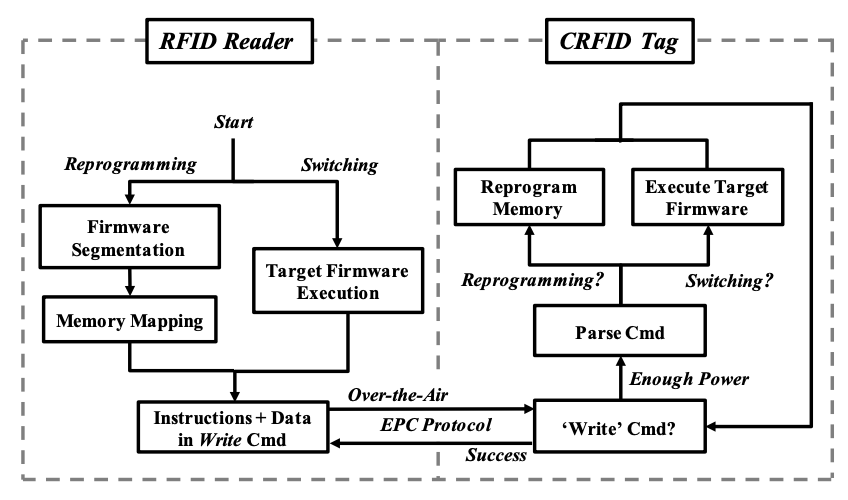 RFID Reader
CRFID Tag
Start
Reprogramming
Switching
Firmware
Segmentation
Target Firmware
Execution
Memory Mapping
Instructions + Data
in Write Cmd
Over-the-Air
EPC Protocol
Success
Reprogram
Memory
Execute Target
Firmware
Reprogramming?
Switching?
Parse Cmd
Enough Power
‘Write’ Cmd?